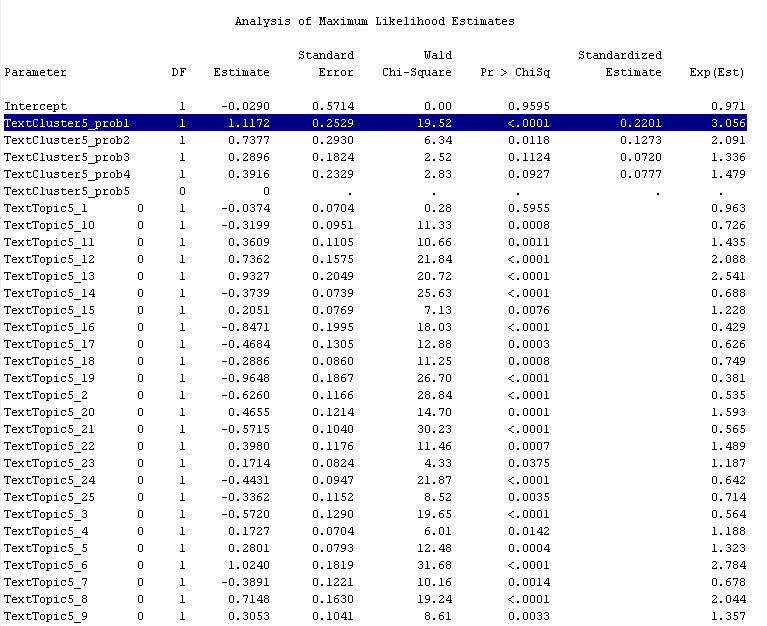 Analysis of Maximum Likelihood Estimates
Standard Wald Standardized
Parameter DF Estimate Error Chi-Square Pr > ChiSq Estimate Exp(Est)
Intercept 1 -0.0290 0.5714 0.00 0.9595 0.971
TextCluster5_prob1 1 1.1172 0.2529 19.52 <.0001 0.2201 3.056
TextCluster5_prob2 1 0.7377 0.2930 6.34 0.0118 0.1273 2.091
TextCluster5_prob3 1 0.2896 0.1824 2.52 0.1124 0.0720 1.336
TextCluster5_prob4 1 0.3916 0.2329 2.83 0.0927 0.0777 1.479
TextCluster5_prob5 0 0 . . . . .
TextTopic5_1 0 1 -0.0374 0.0704 0.28 0.5955 0.963
TextTopic5_10 0 1 -0.3199 0.0951 11.33 0.0008 0.726
TextTopic5_11 0 1 0.3609 0.1105 10.66 0.0011 1.435
TextTopic5_12 0 1 0.7362 0.1575 21.84 <.0001 2.088
TextTopic5_13 0 1 0.9327 0.2049 20.72 <.0001 2.541
TextTopic5_14 0 1 -0.3739 0.0739 25.63 <.0001 0.688
TextTopic5_15 0 1 0.2051 0.0769 7.13 0.0076 1.228
TextTopic5_16 0 1 -0.8471 0.1995 18.03 <.0001 0.429
TextTopic5_17 0 1 -0.4684 0.1305 12.88 0.0003 0.626
TextTopic5_18 0 1 -0.2886 0.0860 11.25 0.0008 0.749
TextTopic5_19 0 1 -0.9648 0.1867 26.70 <.0001 0.381
TextTopic5_2 0 1 -0.6260 0.1166 28.84 <.0001 0.535
TextTopic5_20 0 1 0.4655 0.1214 14.70 0.0001 1.593
TextTopic5_21 0 1 -0.5715 0.1040 30.23 <.0001 0.565
TextTopic5_22 0 1 0.3980 0.1176 11.46 0.0007 1.489
TextTopic5_23 0 1 0.1714 0.0824 4.33 0.0375 1.187
TextTopic5_24 0 1 -0.4431 0.0947 21.87 <.0001 0.642
TextTopic5_25 0 1 -0.3362 0.1152 8.52 0.0035 0.714
TextTopic5_3 0 1 -0.5720 0.1290 19.65 <.0001 0.564
TextTopic5_4 0 1 0.1727 0.0704 6.01 0.0142 1.188
TextTopic5_5 0 1 0.2801 0.0793 12.48 0.0004 1.323
TextTopic5_6 0 1 1.0240 0.1819 31.68 <.0001 2.784
TextTopic5_7 0 1 -0.3891 0.1221 10.16 0.0014 0.678
TextTopic5_8 0 1 0.7148 0.1630 19.24 <.0001 2.044
TextTopic5_9 0 1 0.3053 0.1041 8.61 0.0033 1.357